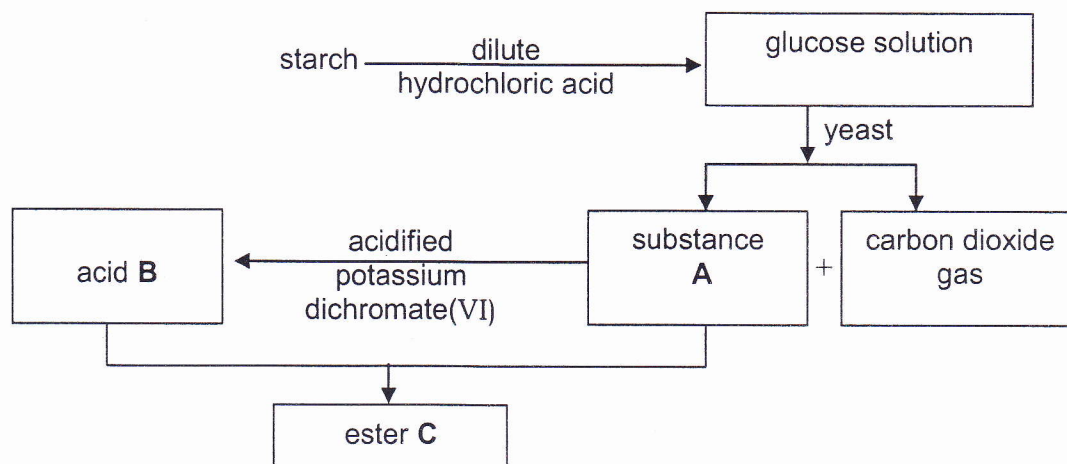 starch
dilute
hydrochloric acid
glucose solution
yeast
acid B
acidified
potassium
dichromate(VI)
substance
A
+
carbon dioxide
gas
ester C